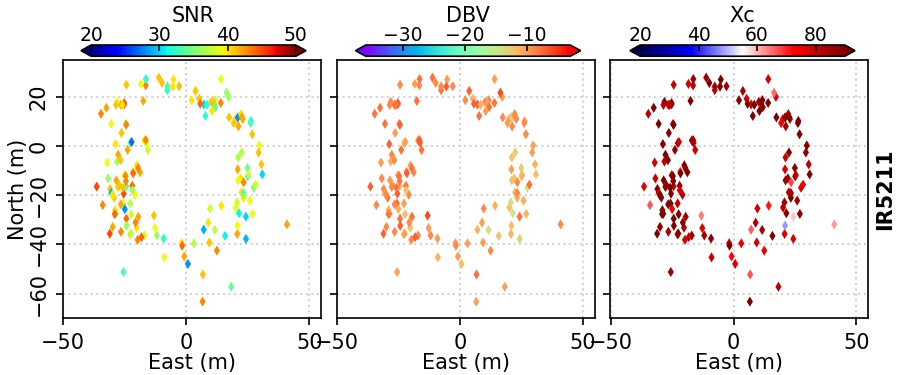 SNR DBV Xc
20 30 40 50 −30 −20 −10 20 40 60 80
20
0
−20
−40
−60
North (m)
−50 0 50 −50 0 50 −50 0 50
East (m) East (m) East (m)
IR5211